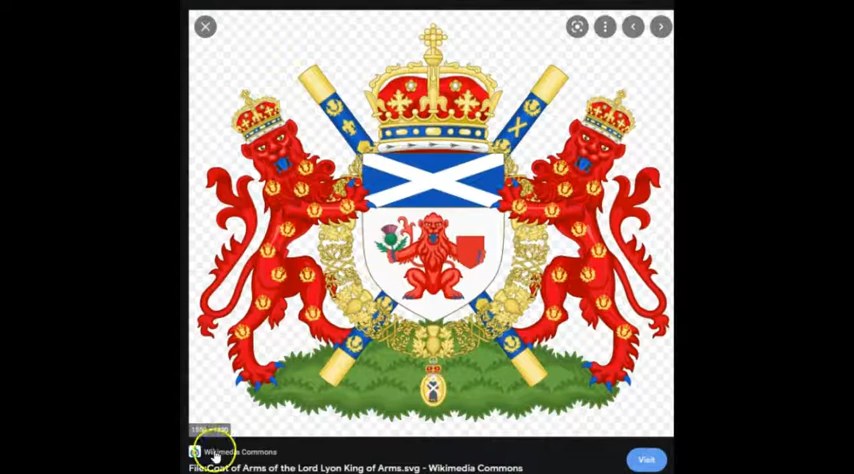 Wikimedia Commons
File:Coat of Arms of the Lord Lyon King of Arms.svg - Wikimedia Commons
Visit